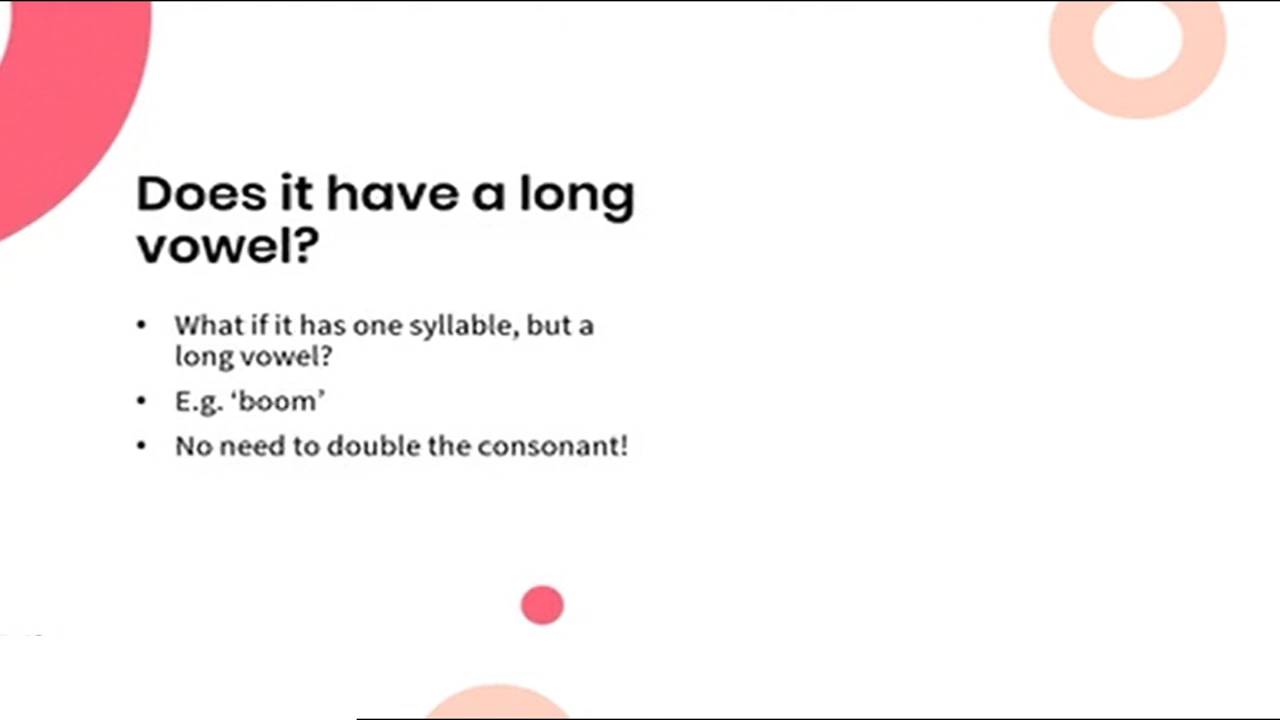 Does it have a long
vowel?
• What if it has one syllable, but a
long vowel?
• E.g. ‘boom’
• No need to double the consonant!